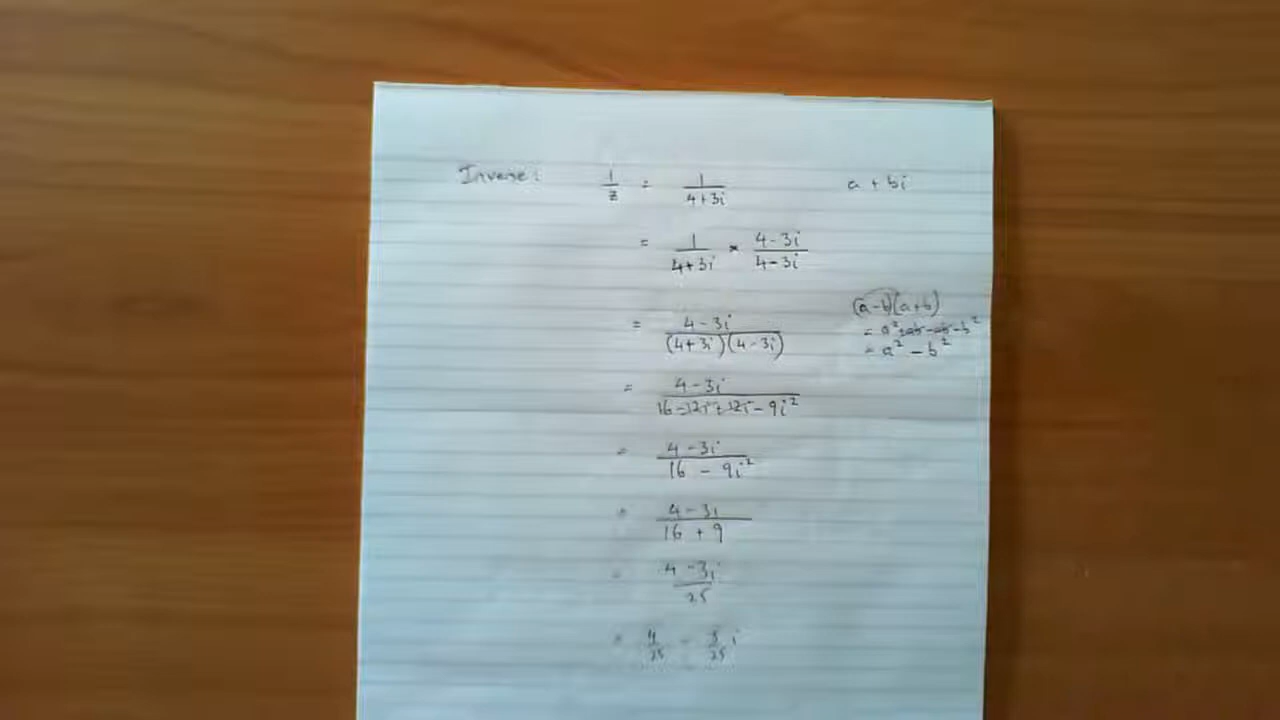 Inverse: 1/z = 1/(4+3i) a + bi
= 1/(4+3i) * (4-3i)/(4-3i)
(a-b)(a+b)
= (4-3i)/((4+3i)(4-3i))
= a² - b²
= (4-3i)/(16-12i+12i-9i²)
= (4-3i)/(16 - 9i²)
= (4-3i)/(16 + 9)
= (4-3i)/25
= 4/25 - 3/25 i